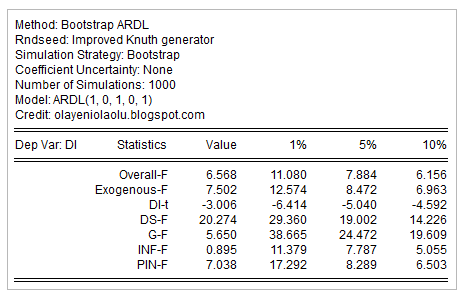 Method: Bootstrap ARDL
Rndseed: Improved Knuth generator
Simulation Strategy: Bootstrap
Coefficient Uncertainty: None
Number of Simulations: 1000
Model: ARDL(1, 0, 1, 0, 1)
Credit: olayeniolaolu.blogspot.com
Dep Var: DI Statistics Value 1% 5% 10%
Overall-F 6.568 11.080 7.884 6.156
Exogenous-F 7.502 12.574 8.472 6.963
DI-t -3.006 -6.414 -5.040 -4.592
DS-F 20.274 29.360 19.002 14.226
G-F 5.650 38.665 24.472 19.609
INF-F 0.895 11.379 7.787 5.055
PIN-F 7.038 17.292 8.289 6.503